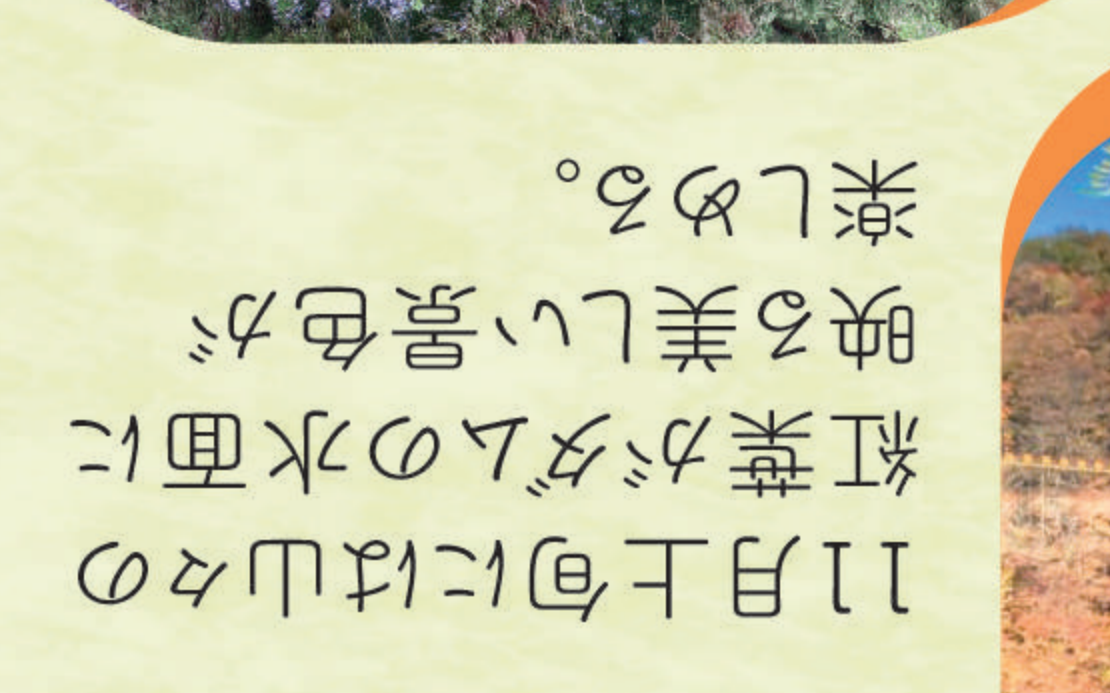 11月上旬には山々の
紅葉がダムの水面に
映る美しい景色が
楽しめる。